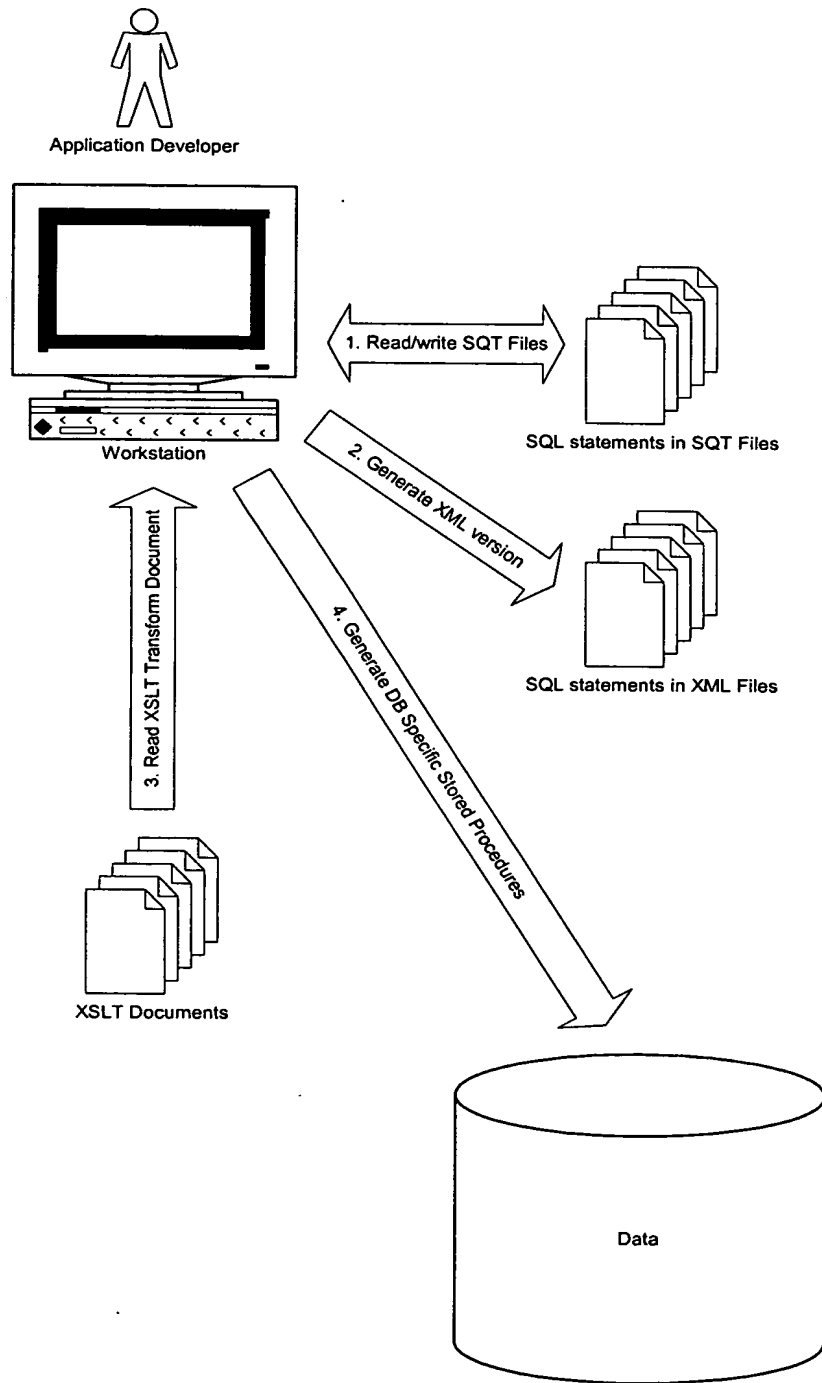 Application Developer
1. Read/write SQT Files
SQL statements in SQT Files
Workstation
2. Generate XML version
SQL statements in XML Files
3. Read XSLT Transform Document
4. Generate DB Specific Stored Procedures
XSLT Documents
Data